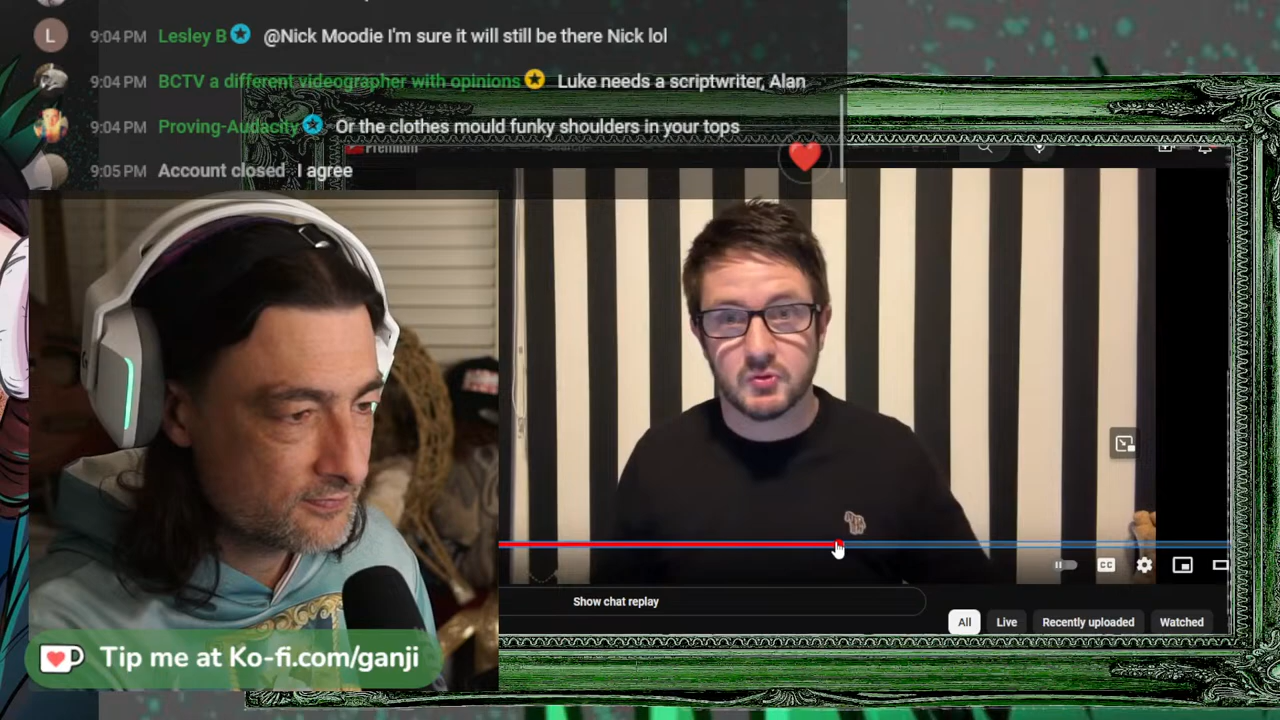 L 9:04 PM Lesley B @Nick Moodie I'm sure it will still be there Nick lol
9:04 PM BCTV a different videographer with opinions Luke needs a scriptwriter, Alan
9:04 PM Proving-Audacity Or the clothes mould funky shoulders in your tops
Premium
9:05 PM Account closed I agree
CC
Show chat replay
All Live Recently uploaded Watched
Tip me at Ko-fi.com/ganji